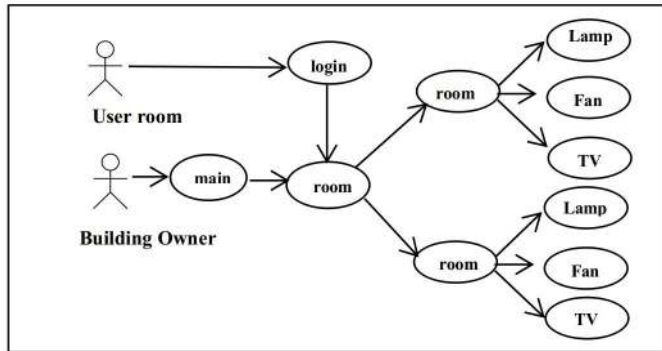 Lamp
login
room
Fan
User room
TV
main
room
Lamp
Building Owner
room
Fan
TV